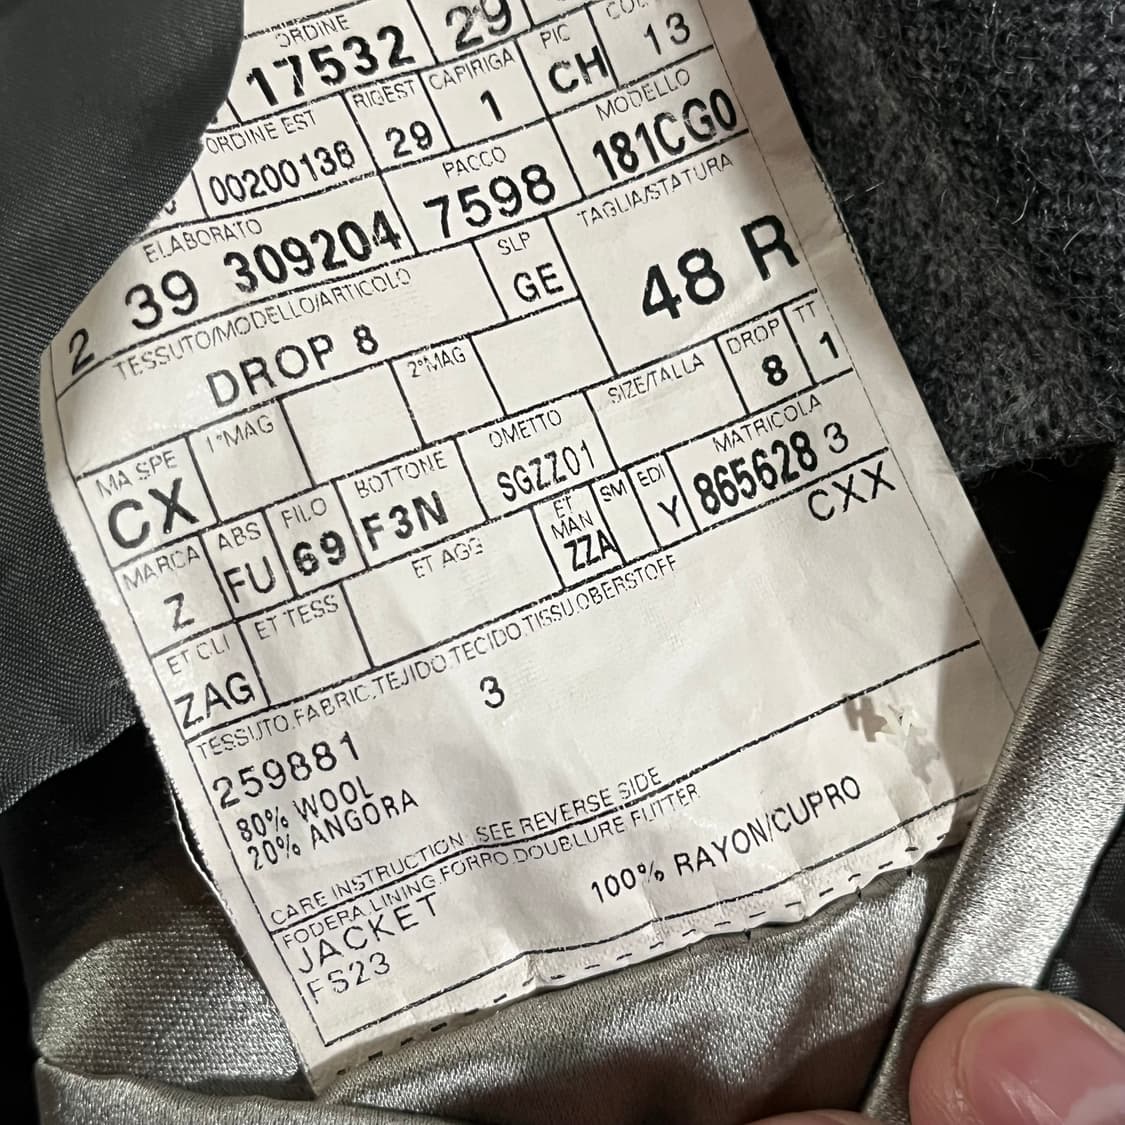 ORDINE
17532 29
ORDINE EST RIGEST CAPIRIGA PIC
00200136 29 1 CH 13
ELABORATO PACCO MODELLO
2 39 309204 7598 181CG0
TESSUTO/MODELLO/ARTICOLO SLP TAGLIA/STATURA
DROP 8 GE 48 R
MA SPE 1°MAG 2°MAG SIZE/TALLA DROP TT
CX 8 1
MARCA ABS FILO BOTTONE OMETTO MATRICOLA
Z FU 69 F3N SGZZ01 865628 3
ET CLI ET TESS ET AGG ET MAN SM EDI
ZAG ZZA Y CXX
TESSUTO.FABRIC.TEJIDO.TECIDO.TISSU.OBERSTOFF
3
259881
80% WOOL
20% ANGORA
CARE INSTRUCTION: SEE REVERSE SIDE
FODERA.LINING.FORRO.DOUBLURE FUTTER
JACKET 100% RAYON/CUPRO
FS23